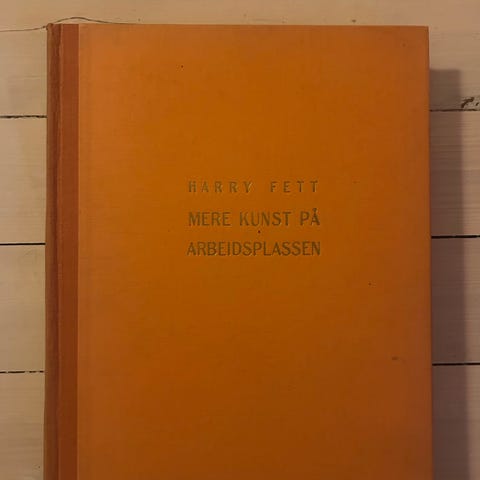 HARRY FETT
MERE KUNST PÅ
ARBEIDSPLASSEN